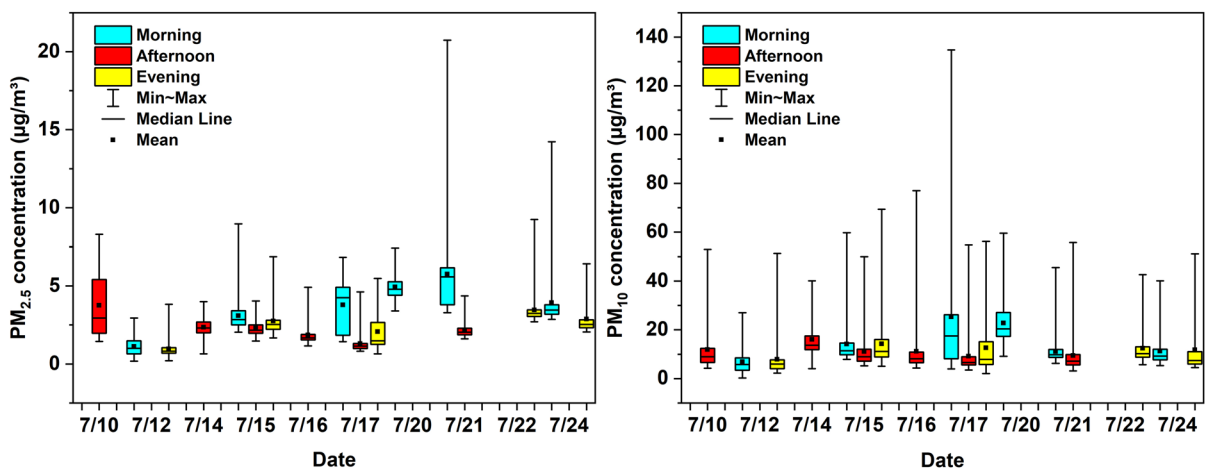 PM2.5 concentration (μg/m³)
20
15
10
5
0
Morning
Afternoon
Evening
Min~Max
Median Line
Mean
7/10 7/12 7/14 7/15 7/16 7/17 7/20 7/21 7/22 7/24
Date
PM10 concentration (μg/m³)
140
120
100
80
60
40
20
0
Morning
Afternoon
Evening
Min~Max
Median Line
Mean
7/10 7/12 7/14 7/15 7/16 7/17 7/20 7/21 7/22 7/24
Date